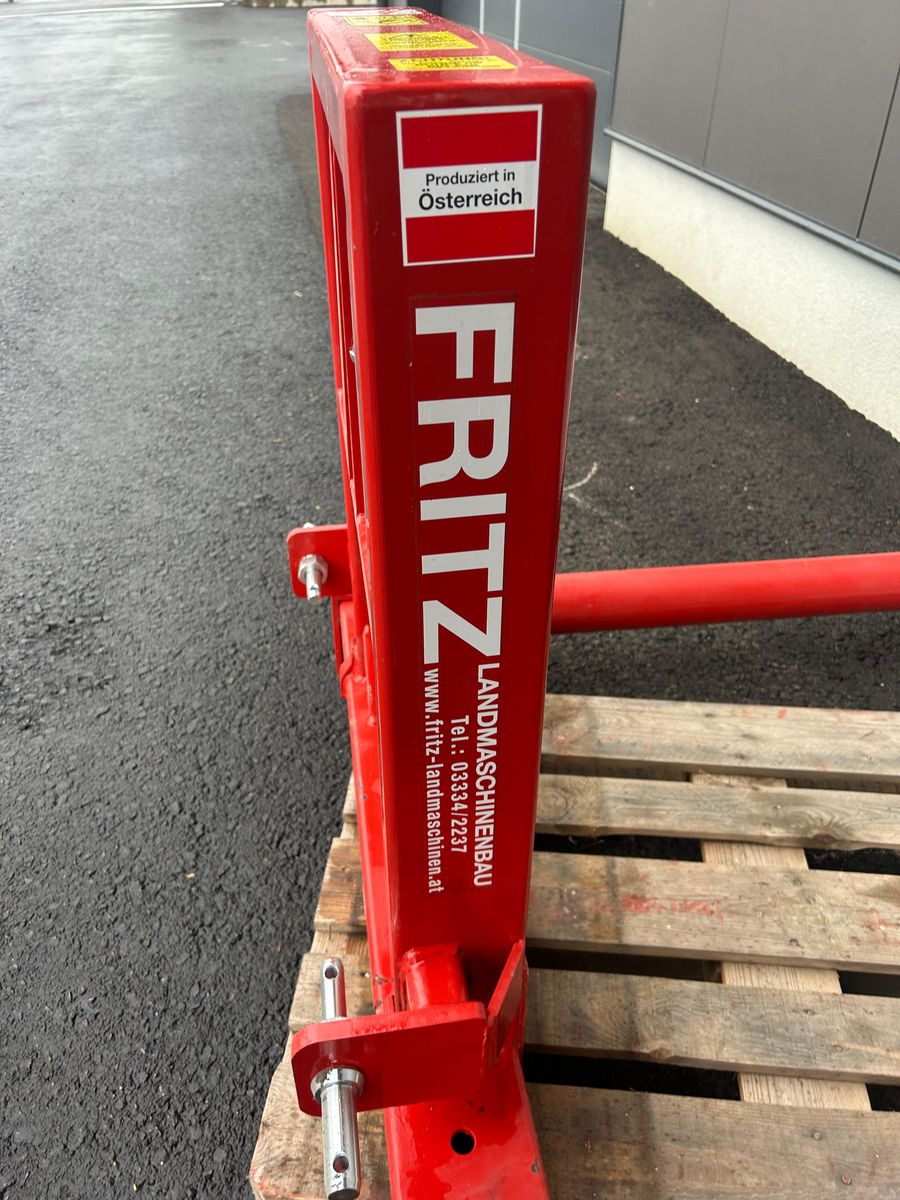 Produziert in
Österreich
FRITZ
LANDMASCHINENBAU
Tel.: 03334/2237
www.fritz-landmaschinen.at